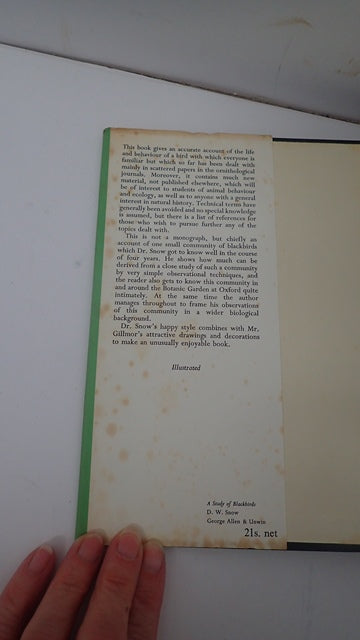 This book gives an accurate account of the life
and behaviour of a bird with which everyone is
familiar but which so far has been dealt with
mainly in scattered papers in the ornithological
journals. Moreover, it contains much new
material, not published elsewhere, which will
be of interest to students of animal behaviour
and ecology, as well as to anyone with a general
interest in natural history. Technical terms have
generally been avoided and no special knowledge
is assumed, but there is a list of references for
those who wish to pursue further any of the
topics dealt with.
This is not a monograph, but chiefly an
account of one small community of blackbirds
which Dr. Snow got to know well in the course
of four years. He shows how much can be
derived from a close study of such a community
by very simple observational techniques, and
the reader also gets to know this community in
and around the Botanic Garden at Oxford quite
intimately. At the same time the author
manages throughout to frame his observations
of this community in a wider biological
background.
Dr. Snow's happy style combines with Mr.
Gillmor's attractive drawings and decorations
to make an unusually enjoyable book.
Illustrated
A Study of Blackbirds
D. W. Snow
George Allen & Unwin
21s. net